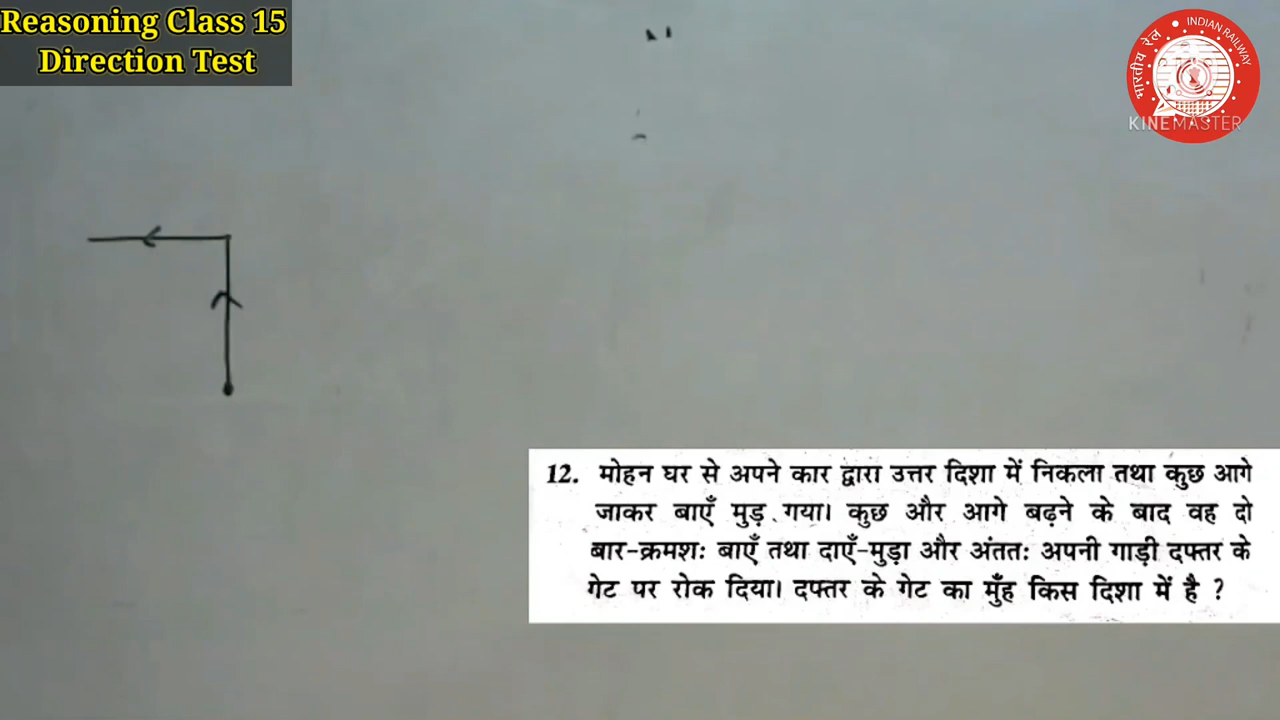 Reasoning Class 15
Direction Test
भारतीय रेल
INDIAN RAILWAY
KINEMASTER
12. मोहन घर से अपने कार द्वारा उत्तर दिशा में निकला तथा कुछ आगे
जाकर बाएँ मुड़ गया। कुछ और आगे बढ़ने के बाद वह दो
बार-क्रमशः बाएँ तथा दाएँ-मुड़ा और अंततः अपनी गाड़ी दफ्तर के
गेट पर रोक दिया। दफ्तर के गेट का मुँह किस दिशा में है ?